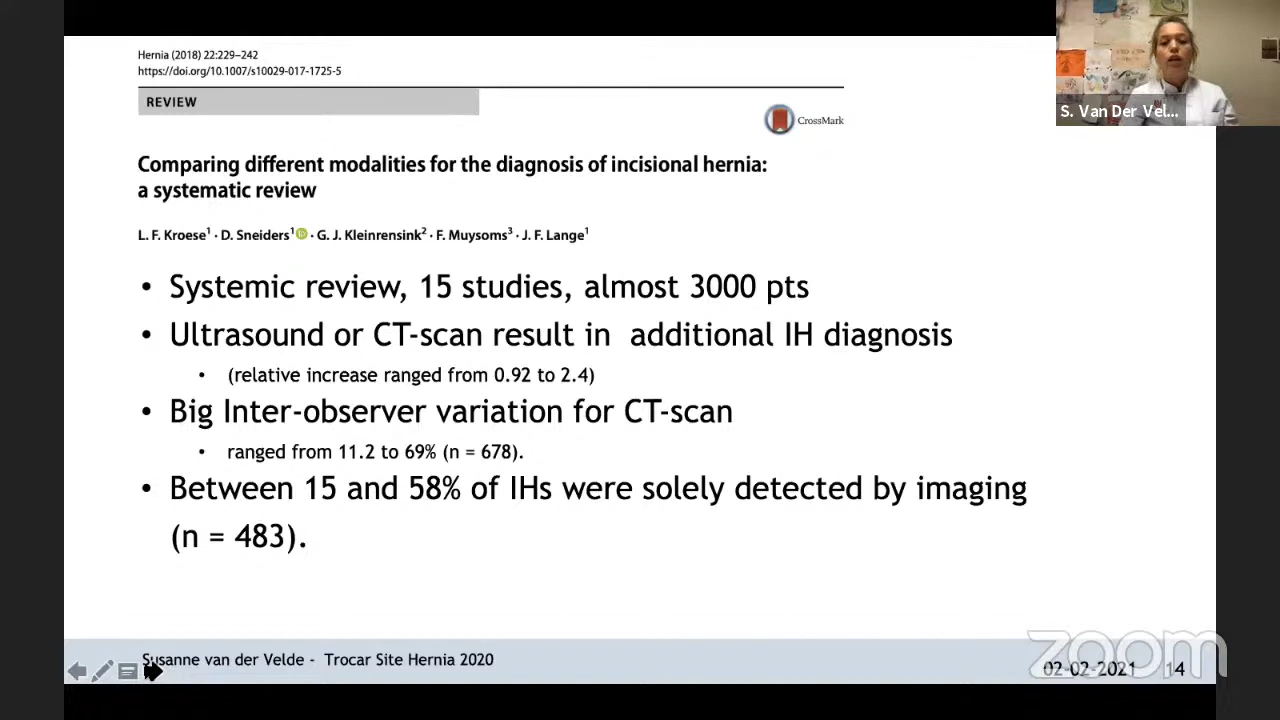 Hernia (2018) 22:229–242
https://doi.org/10.1007/s10029-017-1725-5
REVIEW
CrossMark
Comparing different modalities for the diagnosis of incisional hernia:
a systematic review
L. F. Kroese¹ · D. Sneiders¹ iD · G. J. Kleinrensink² · F. Muysoms³ · J. F. Lange¹
• Systemic review, 15 studies, almost 3000 pts
• Ultrasound or CT-scan result in additional IH diagnosis
• (relative increase ranged from 0.92 to 2.4)
• Big Inter-observer variation for CT-scan
• ranged from 11.2 to 69% (n = 678).
• Between 15 and 58% of IHs were solely detected by imaging
(n = 483).
Susanne van der Velde - Trocar Site Hernia 2020
02-02-2021 14
zoom
S. Van Der Vel...